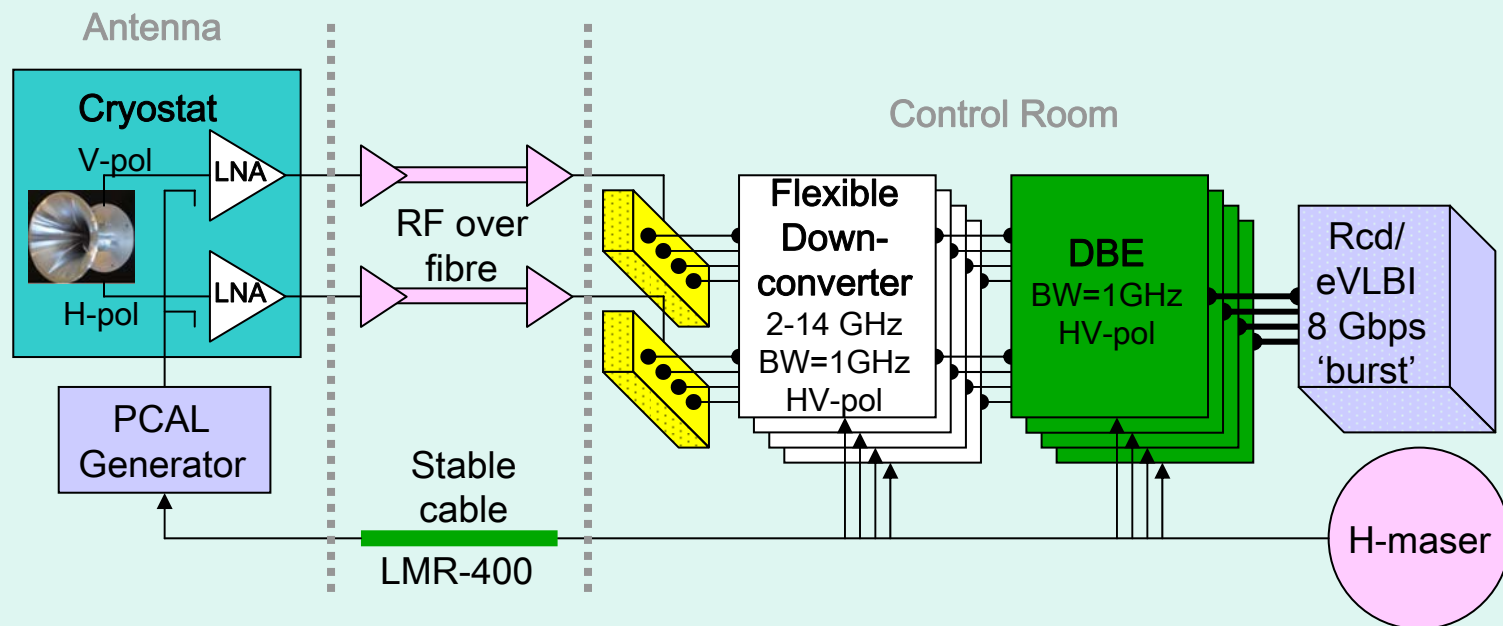 Antenna
Control Room
Cryostat
V-pol
LNA
H-pol
LNA
RF over
fibre
Flexible
Down-
converter
2-14 GHz
BW=1GHz
HV-pol
DBE
BW=1GHz
HV-pol
Rcd/
eVLBI
8 Gbps
‘burst’
PCAL
Generator
Stable
cable
LMR-400
H-maser